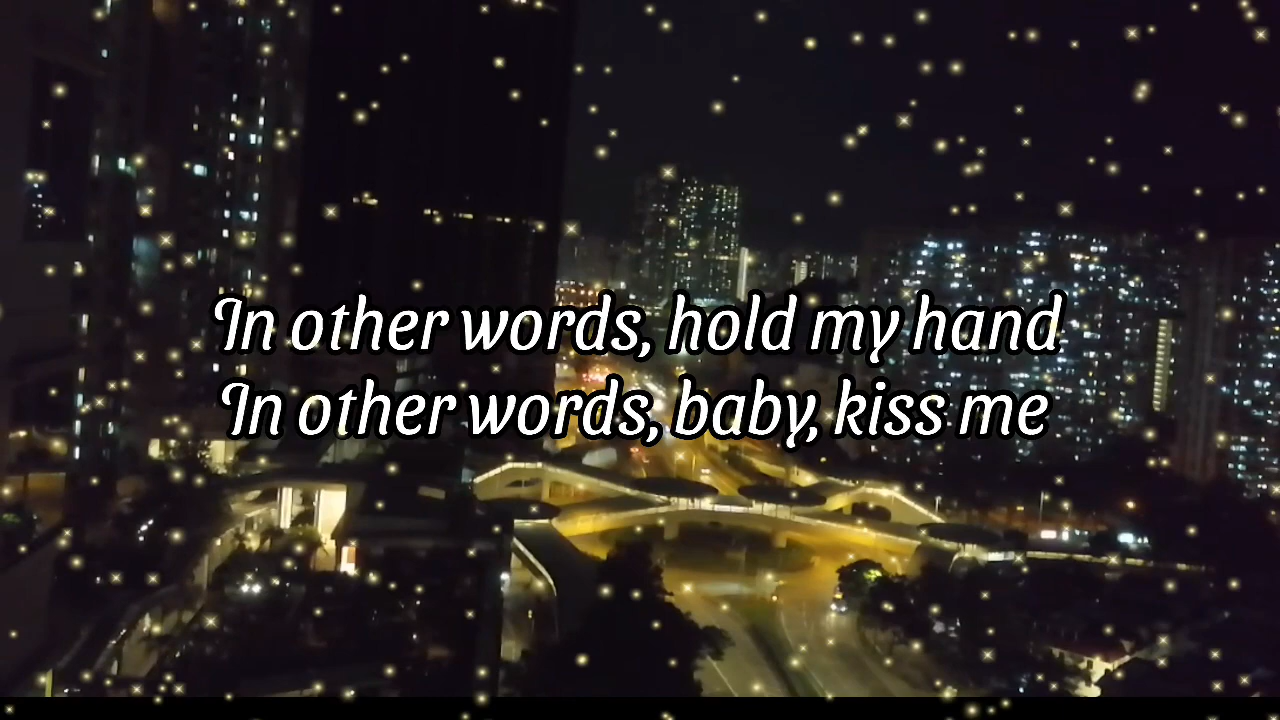 In other words, hold my hand
In other words, baby, kiss me